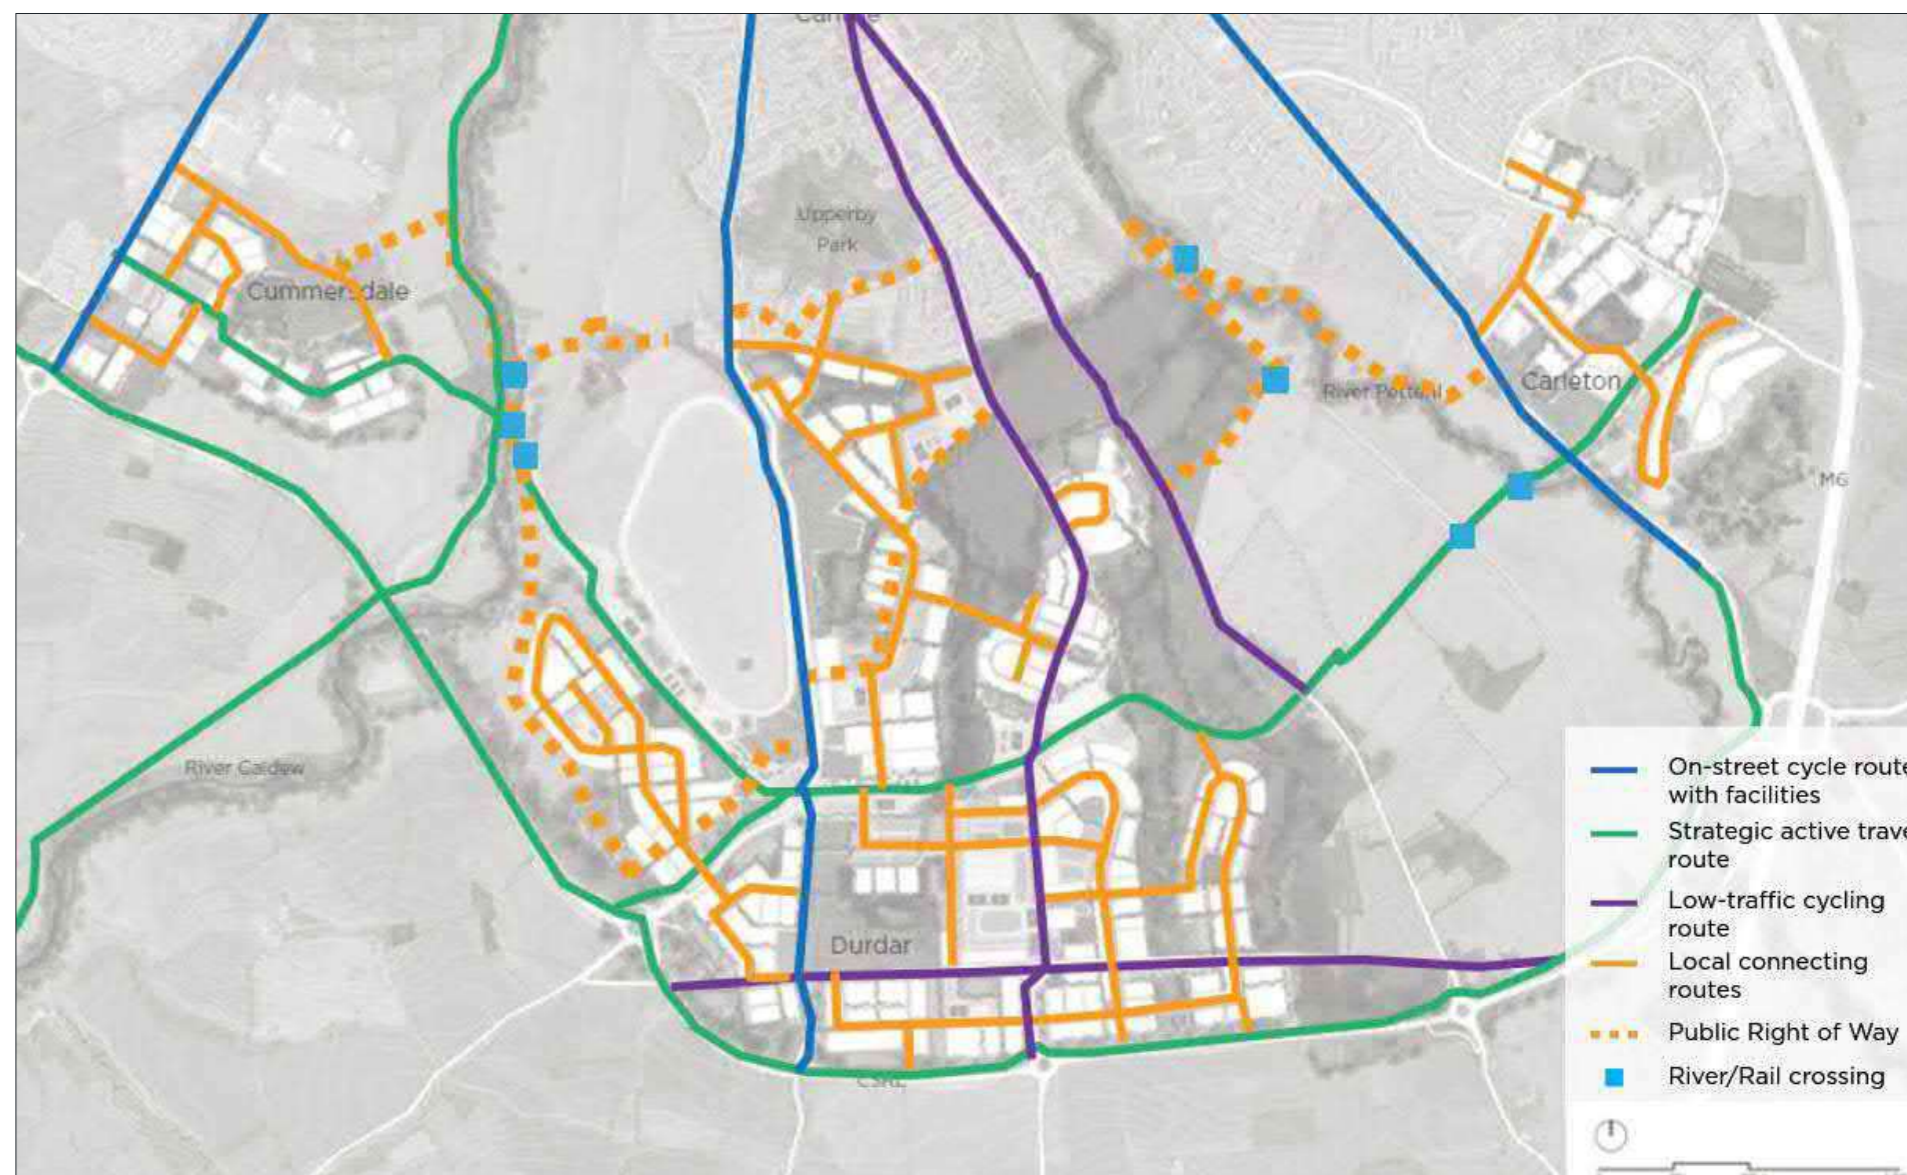 Upperby
Park
Cummersdale
River Petteril
Carleton
M6
River Caldew
Durdar
CSRL
On-street cycle route
with facilities
Strategic active trave
route
Low-traffic cycling
route
Local connecting
routes
Public Right of Way
River/Rail crossing